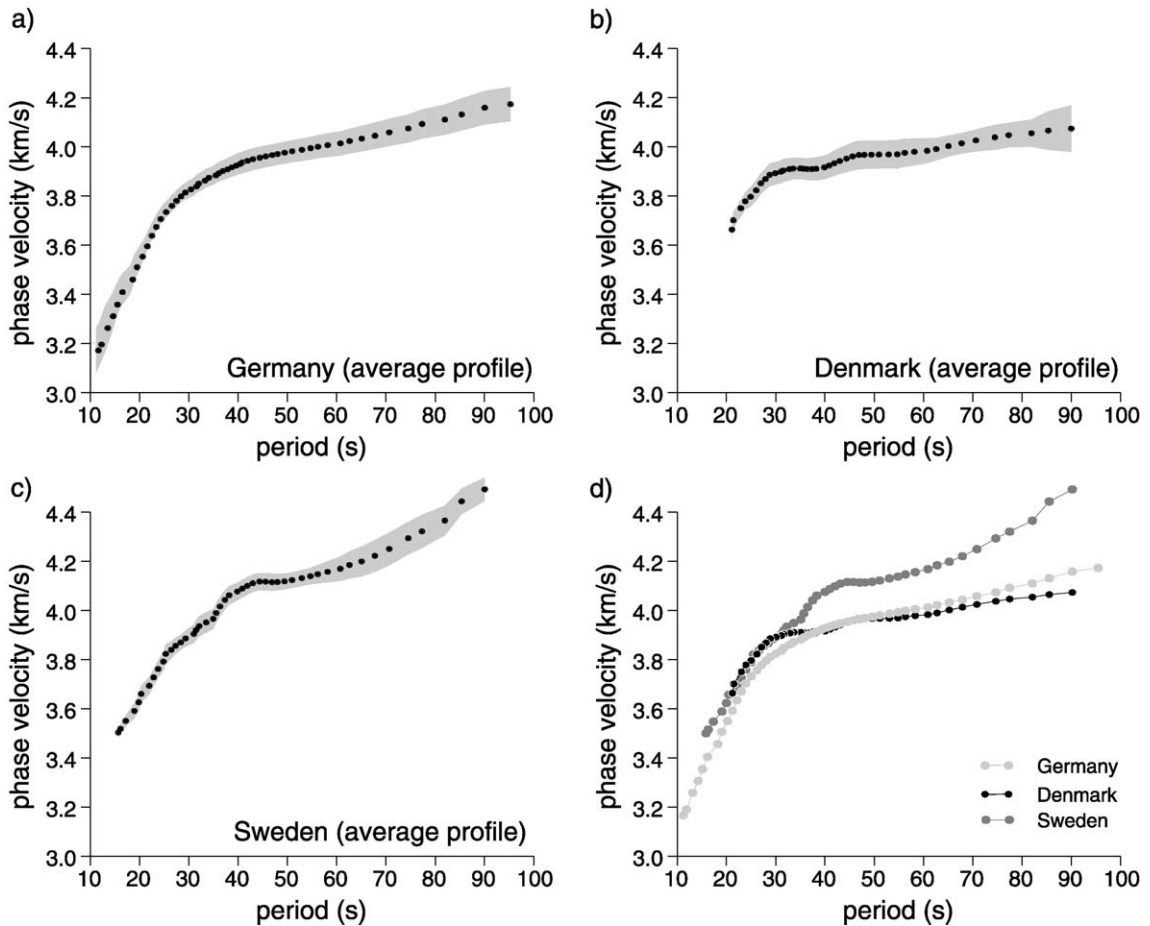 a)
phase velocity (km/s)
4.4
4.2
4.0
3.8
3.6
3.4
3.2
3.0
Germany (average profile)
10 20 30 40 50 60 70 80 90 100
period (s)
b)
phase velocity (km/s)
4.4
4.2
4.0
3.8
3.6
3.4
3.2
3.0
Denmark (average profile)
10 20 30 40 50 60 70 80 90 100
period (s)
c)
phase velocity (km/s)
4.4
4.2
4.0
3.8
3.6
3.4
3.2
3.0
Sweden (average profile)
10 20 30 40 50 60 70 80 90 100
period (s)
d)
phase velocity (km/s)
4.4
4.2
4.0
3.8
3.6
3.4
3.2
3.0
Germany
Denmark
Sweden
10 20 30 40 50 60 70 80 90 100
period (s)